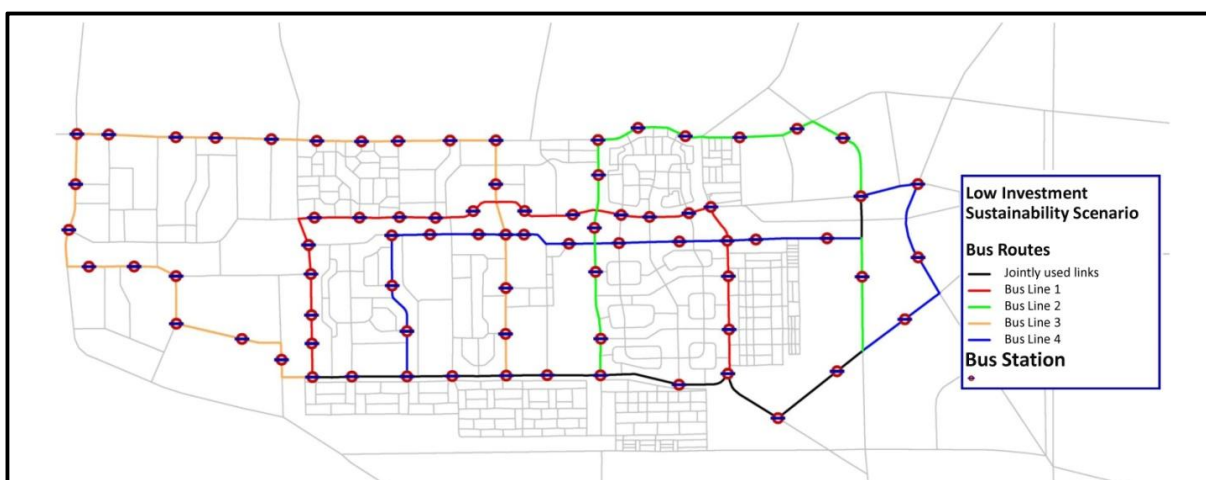 Low Investment
Sustainability Scenario
Bus Routes
Jointly used links
Bus Line 1
Bus Line 2
Bus Line 3
Bus Line 4
Bus Station